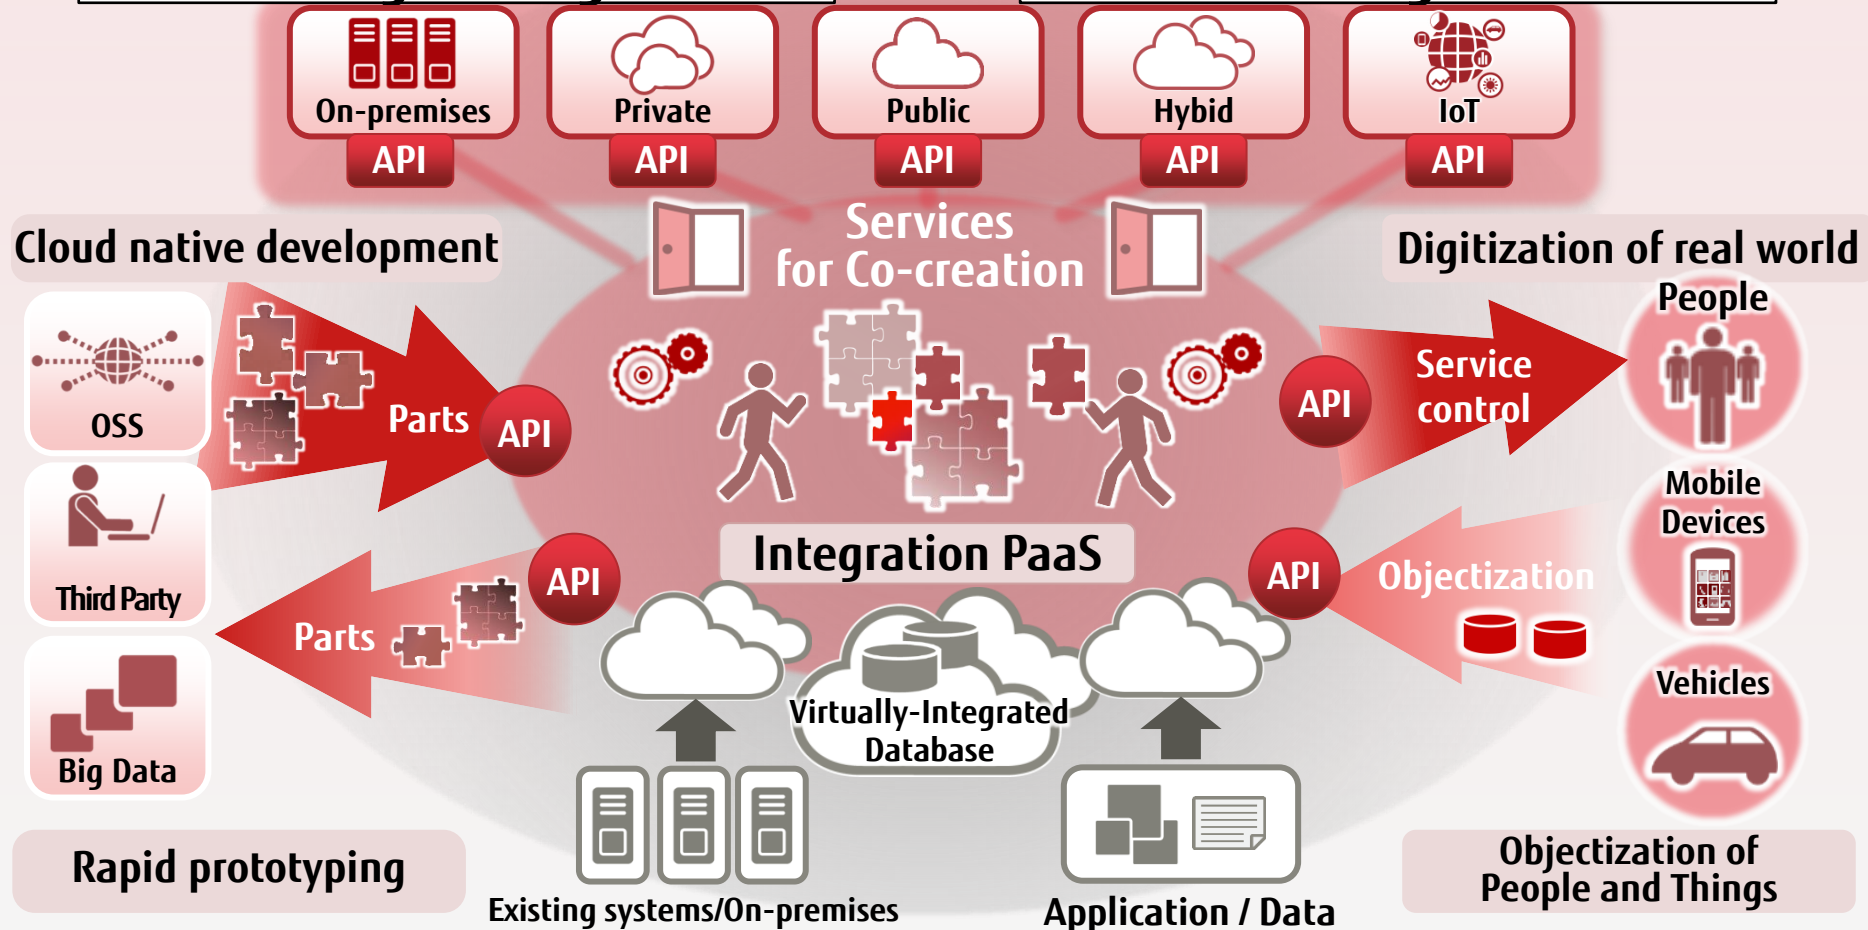 On-premises
Private
Public
Hybid
IoT
API
API
API
API
API
Services
for Co-creation
Cloud native development
Digitization of real world
People
OSS
Parts
API
API
Service
control
Mobile
Devices
Third Party
Integration PaaS
API
API
Objectization
Parts
Vehicles
Virtually-Integrated
Database
Big Data
Rapid prototyping
Objectization of
People and Things
Existing systems/On-premises
Application / Data